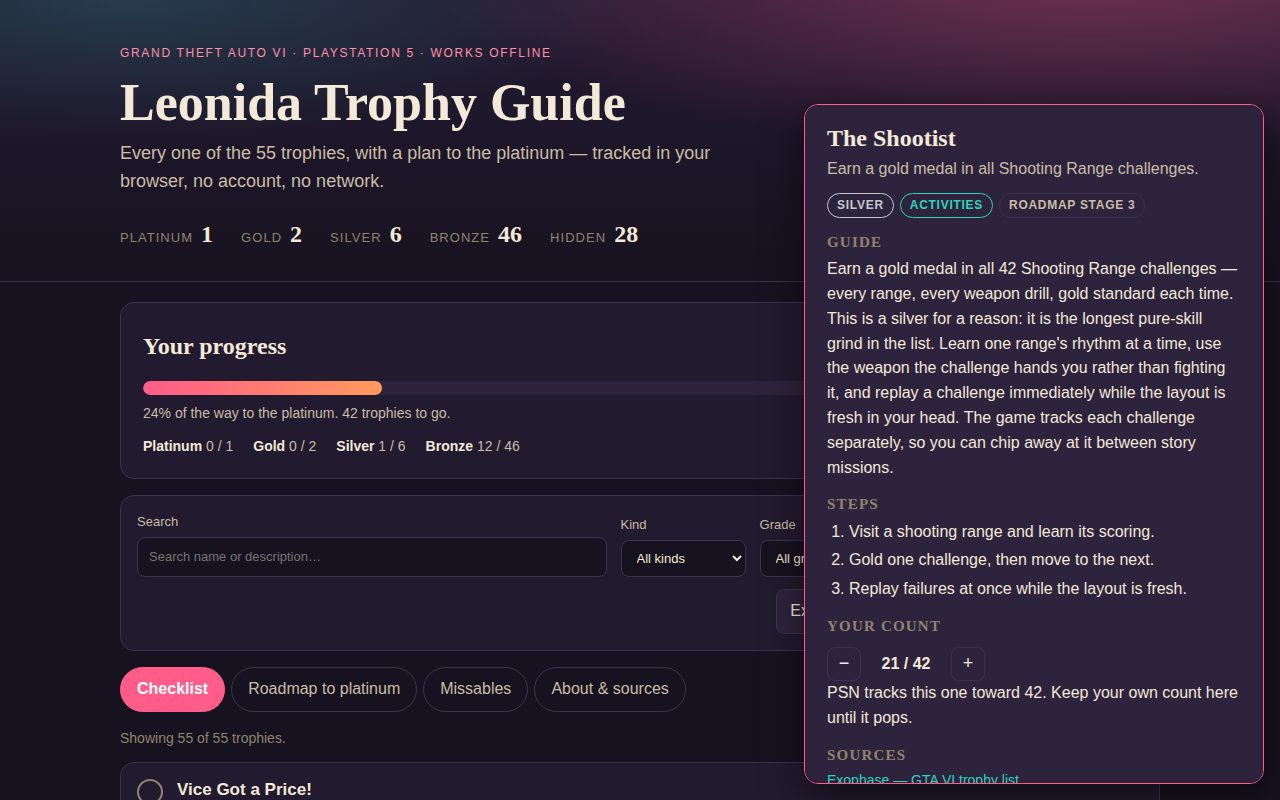 GRAND THEFT AUTO VI · PLAYSTATION 5 · WORKS OFFLINE
Leonida Trophy Guide
Every one of the 55 trophies, with a plan to the platinum — tracked in your
browser, no account, no network.
PLATINUM 1 GOLD 2 SILVER 6 BRONZE 46 HIDDEN 28
Your progress
24% of the way to the platinum. 42 trophies to go.
Platinum 0 / 1 Gold 0 / 2 Silver 1 / 6 Bronze 12 / 46
Search
Kind
Grade
Search name or description…
All kinds
All gr
Ex
Checklist
Roadmap to platinum
Missables
About & sources
Showing 55 of 55 trophies.
Vice Got a Price!
The Shootist
Earn a gold medal in all Shooting Range challenges.
SILVER ACTIVITIES ROADMAP STAGE 3
GUIDE
Earn a gold medal in all 42 Shooting Range challenges —
every range, every weapon drill, gold standard each time.
This is a silver for a reason: it is the longest pure-skill
grind in the list. Learn one range's rhythm at a time, use
the weapon the challenge hands you rather than fighting
it, and replay a challenge immediately while the layout is
fresh in your head. The game tracks each challenge
separately, so you can chip away at it between story
missions.
STEPS
1. Visit a shooting range and learn its scoring.
2. Gold one challenge, then move to the next.
3. Replay failures at once while the layout is fresh.
YOUR COUNT
− 21 / 42 +
PSN tracks this one toward 42. Keep your own count here
until it pops.
SOURCES
Exophase — GTA VI trophy list